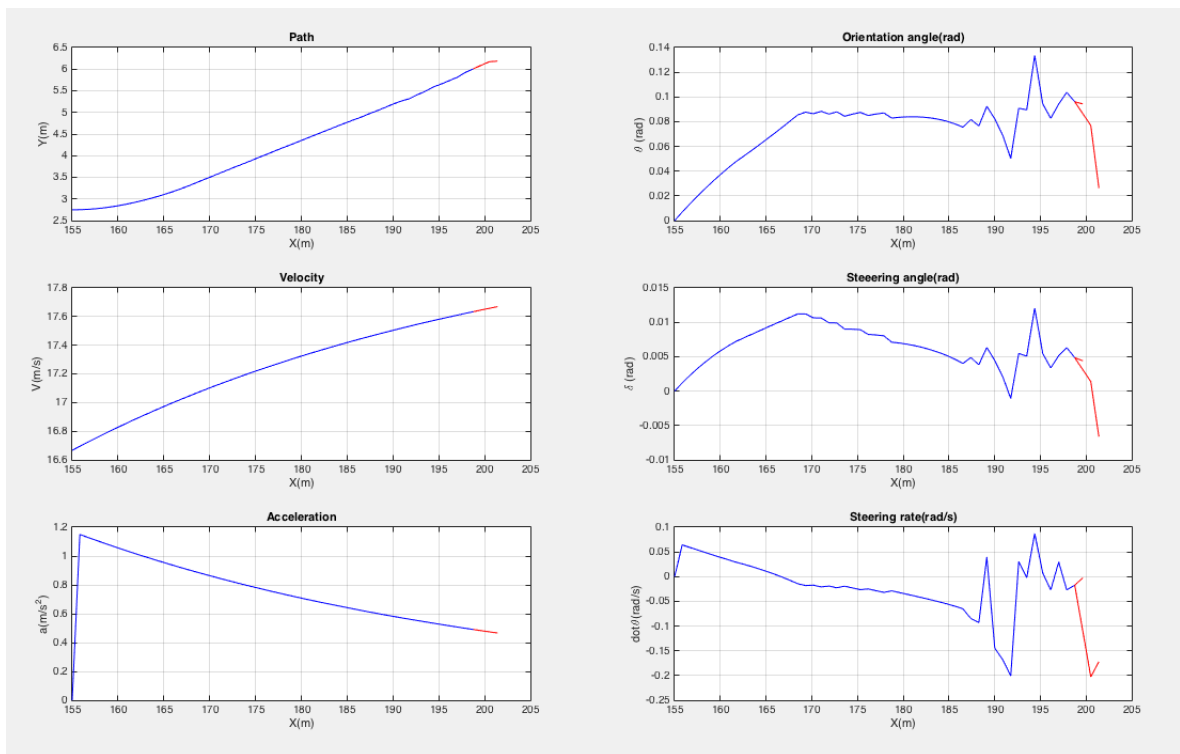 Path
6.5
6
5.5
5
4.5
4
3.5
3
2.5
Y(m)
155 160 165 170 175 180 185 190 195 200 205
X(m)
Orientation angle(rad)
0.14
0.12
0.1
0.08
0.06
0.04
0.02
0
θ (rad)
155 160 165 170 175 180 185 190 195 200 205
X(m)
Velocity
17.8
17.6
17.4
17.2
17
16.8
16.6
V(m/s)
155 160 165 170 175 180 185 190 195 200 205
X(m)
Steeering angle(rad)
0.015
0.01
0.005
0
-0.005
-0.01
δ (rad)
155 160 165 170 175 180 185 190 195 200 205
X(m)
Acceleration
1.2
1
0.8
0.6
0.4
0.2
0
a(m/s²)
155 160 165 170 175 180 185 190 195 200 205
X(m)
Steering rate(rad/s)
0.1
0.05
0
-0.05
-0.1
-0.15
-0.2
-0.25
dotθ(rad/s)
155 160 165 170 175 180 185 190 195 200 205
X(m)